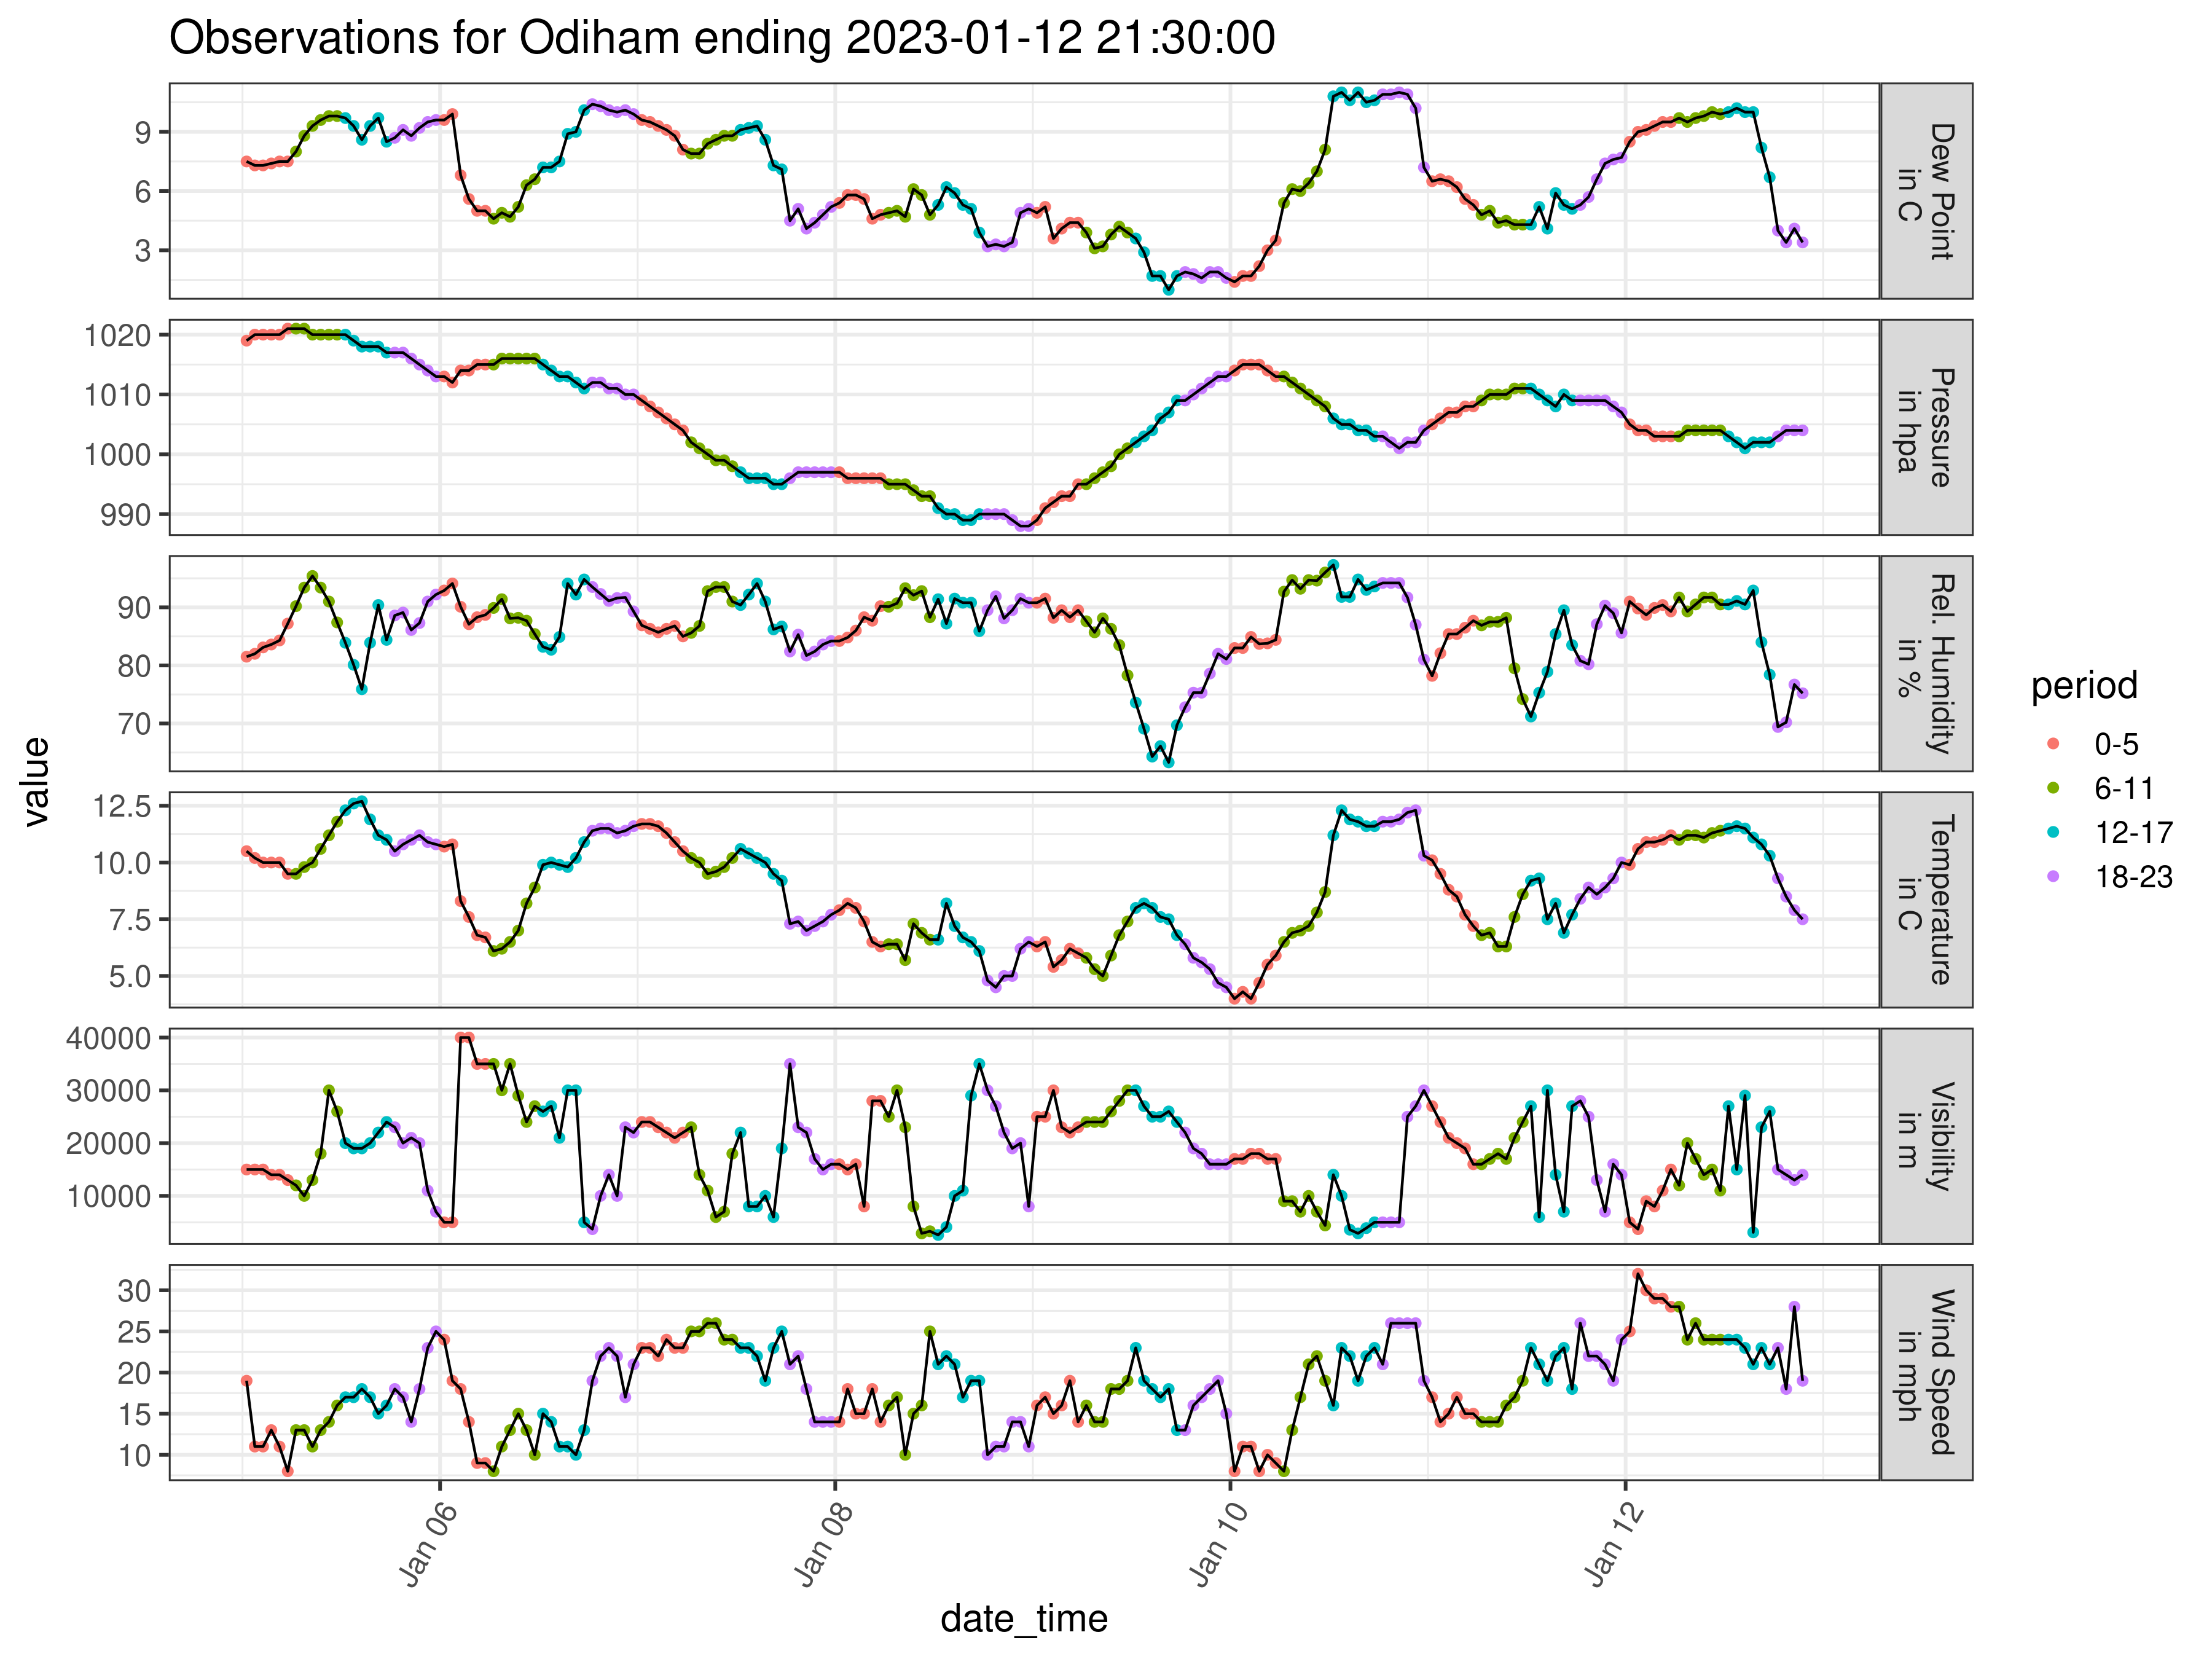 Observations for Odiham ending 2023-01-12 21:30:00
value
9
6
3
Dew Point
in C
1020
1010
1000
990
Pressure
in hpa
90
80
70
Rel. Humidity
in %
12.5
10.0
7.5
5.0
Temperature
in C
40000
30000
20000
10000
Visibility
in m
30
25
20
15
10
Wind Speed
in mph
Jan 06
Jan 08
Jan 10
Jan 12
date_time
period
0-5
6-11
12-17
18-23